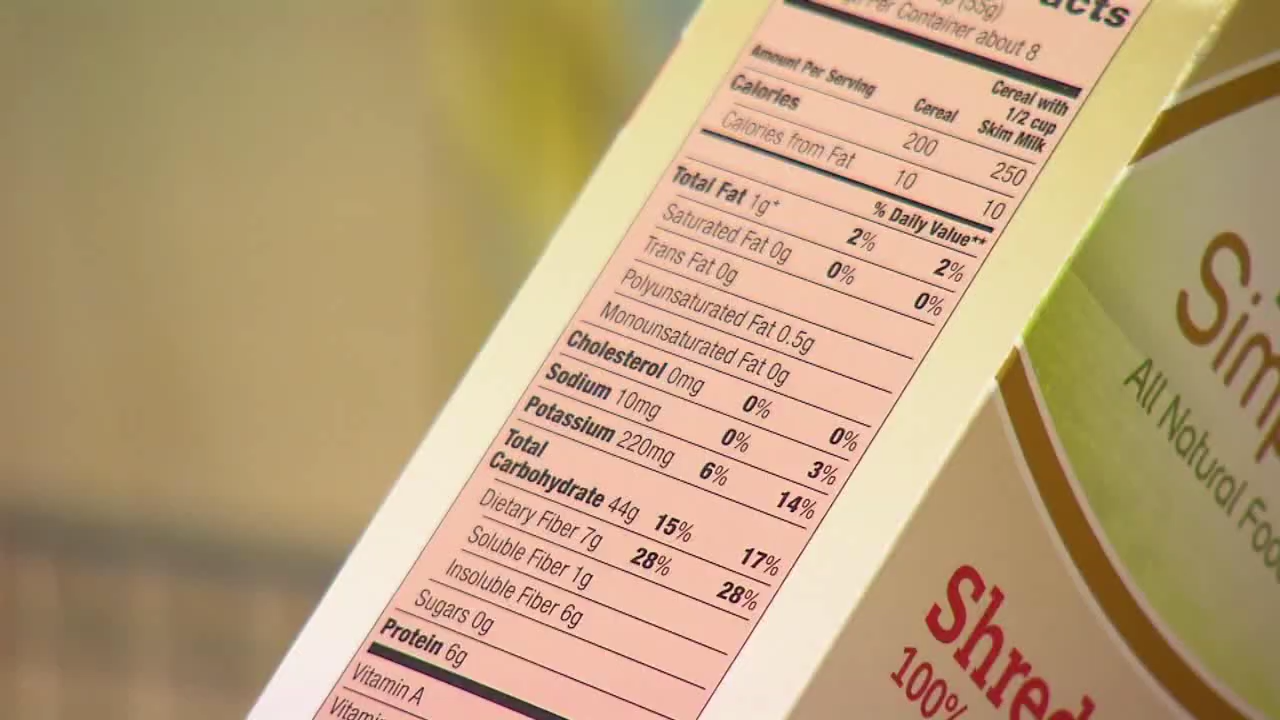 acts
(55g)
Per Container about 8
Amount Per Serving
Cereal
Cereal with
1/2 cup
Skim Milk
Calories 200 250
Calories from Fat 10 10
% Daily Value**
Total Fat 1g* 2% 2%
Saturated Fat 0g 0% 0%
Trans Fat 0g
Polyunsaturated Fat 0.5g
Monounsaturated Fat 0g
Cholesterol 0mg 0% 0%
Sodium 10mg 0% 3%
Potassium 220mg 6% 14%
Total
Carbohydrate 44g 15% 17%
Dietary Fiber 7g 28% 28%
Soluble Fiber 1g
Insoluble Fiber 6g
Sugars 0g
Protein 6g
Vitamin A
Vitamin
Sim
All Natural Foo
Shred
100%